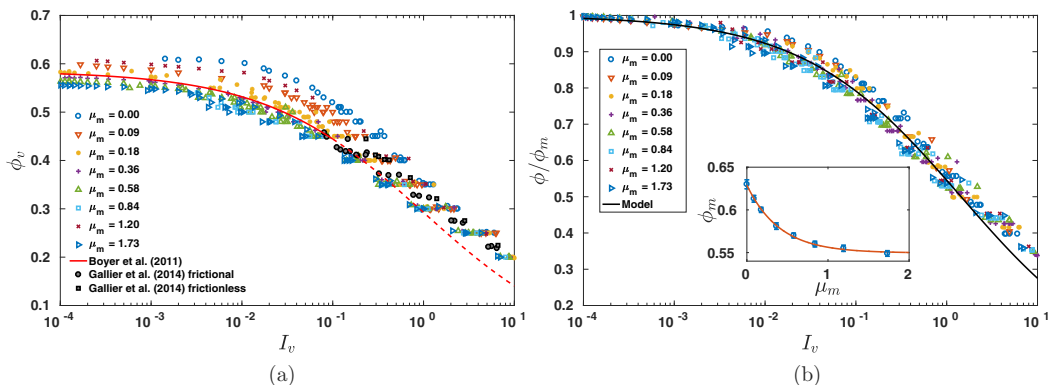 0.7
0.6
0.5
0.4
0.3
0.2
0.1
ϕ_v
μ_m = 0.00
μ_m = 0.09
μ_m = 0.18
μ_m = 0.36
μ_m = 0.58
μ_m = 0.84
μ_m = 1.20
μ_m = 1.73
Boyer et al. (2011)
Gallier et al. (2014) frictional
Gallier et al. (2014) frictionless
10^-4 10^-3 10^-2 10^-1 10^0 10^1
I_v
(a)
1
0.9
0.8
0.7
0.6
0.5
0.4
0.3
0.2
ϕ/ϕ_m
μ_m = 0.00
μ_m = 0.09
μ_m = 0.18
μ_m = 0.36
μ_m = 0.58
μ_m = 0.84
μ_m = 1.20
μ_m = 1.73
Model
0.65
0.6
0.55
ϕ_m
0 1 2
μ_m
10^-4 10^-3 10^-2 10^-1 10^0 10^1
I_v
(b)